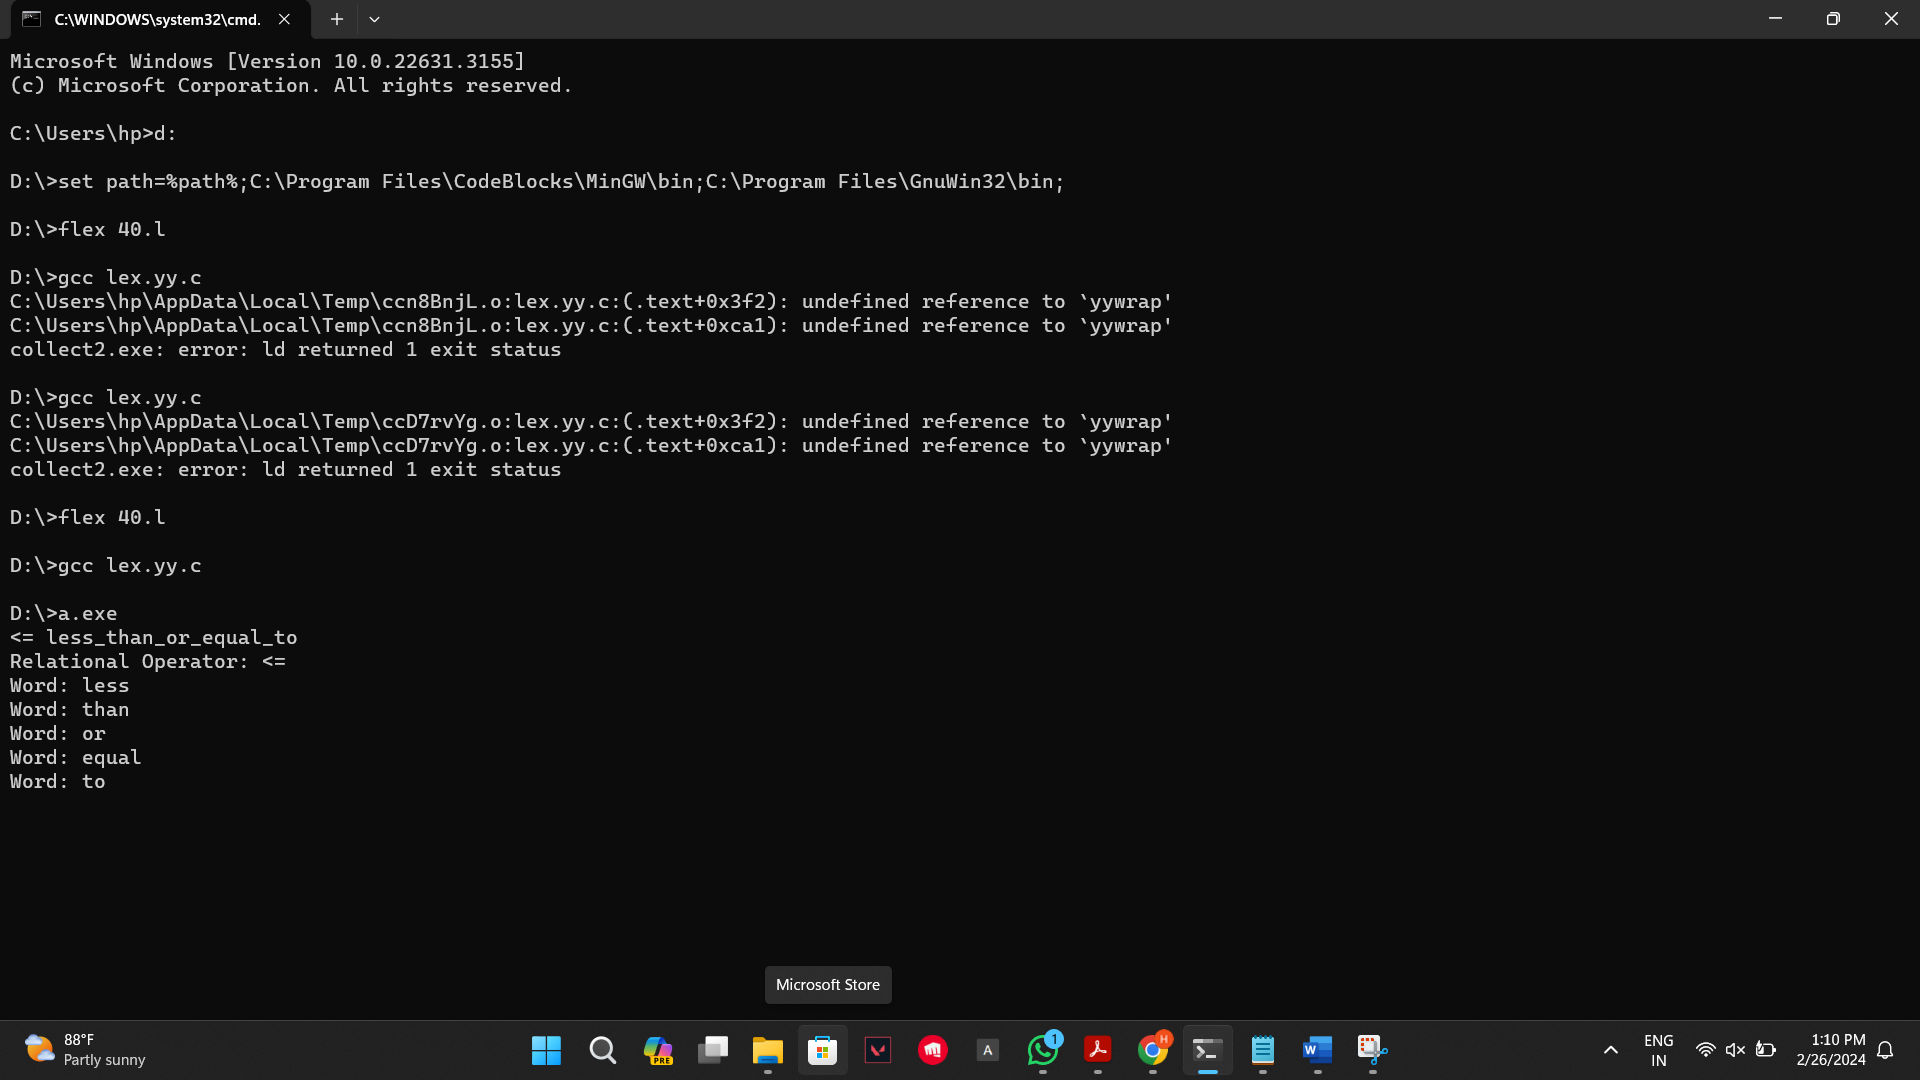 C:\WINDOWS\system32\cmd.
Microsoft Windows [Version 10.0.22631.3155]
(c) Microsoft Corporation. All rights reserved.
C:\Users\hp>d:
D:\>set path=%path%;C:\Program Files\CodeBlocks\MinGW\bin;C:\Program Files\GnuWin32\bin;
D:\>flex 40.l
D:\>gcc lex.yy.c
C:\Users\hp\AppData\Local\Temp\ccn8BnjL.o:lex.yy.c:(.text+0x3f2): undefined reference to `yywrap'
C:\Users\hp\AppData\Local\Temp\ccn8BnjL.o:lex.yy.c:(.text+0xca1): undefined reference to `yywrap'
collect2.exe: error: ld returned 1 exit status
D:\>gcc lex.yy.c
C:\Users\hp\AppData\Local\Temp\ccD7rvYg.o:lex.yy.c:(.text+0x3f2): undefined reference to `yywrap'
C:\Users\hp\AppData\Local\Temp\ccD7rvYg.o:lex.yy.c:(.text+0xca1): undefined reference to `yywrap'
collect2.exe: error: ld returned 1 exit status
D:\>flex 40.l
D:\>gcc lex.yy.c
D:\>a.exe
<= less_than_or_equal_to
Relational Operator: <=
Word: less
Word: than
Word: or
Word: equal
Word: to
Microsoft Store
88°F
Partly sunny
PRE
A
1
H
W
ENG
IN
1:10 PM
2/26/2024